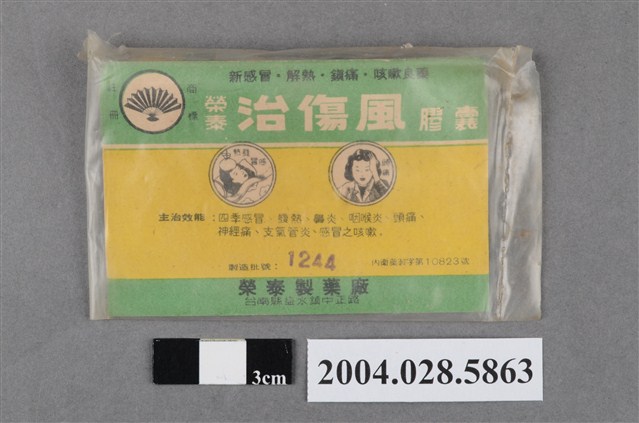 註冊 商標
新感冒・解熱・鎮痛・咳嗽良藥
榮泰 治傷風 膠囊
主治效能：四季感冒、發熱、鼻炎、咽喉炎、頭痛、
神經痛、支氣管炎、感冒之咳嗽。
製造批號：1244
內衛藥製字第10823號
榮泰製藥廠
台南縣鹽水鎮中正路
3cm
2004.028.5863